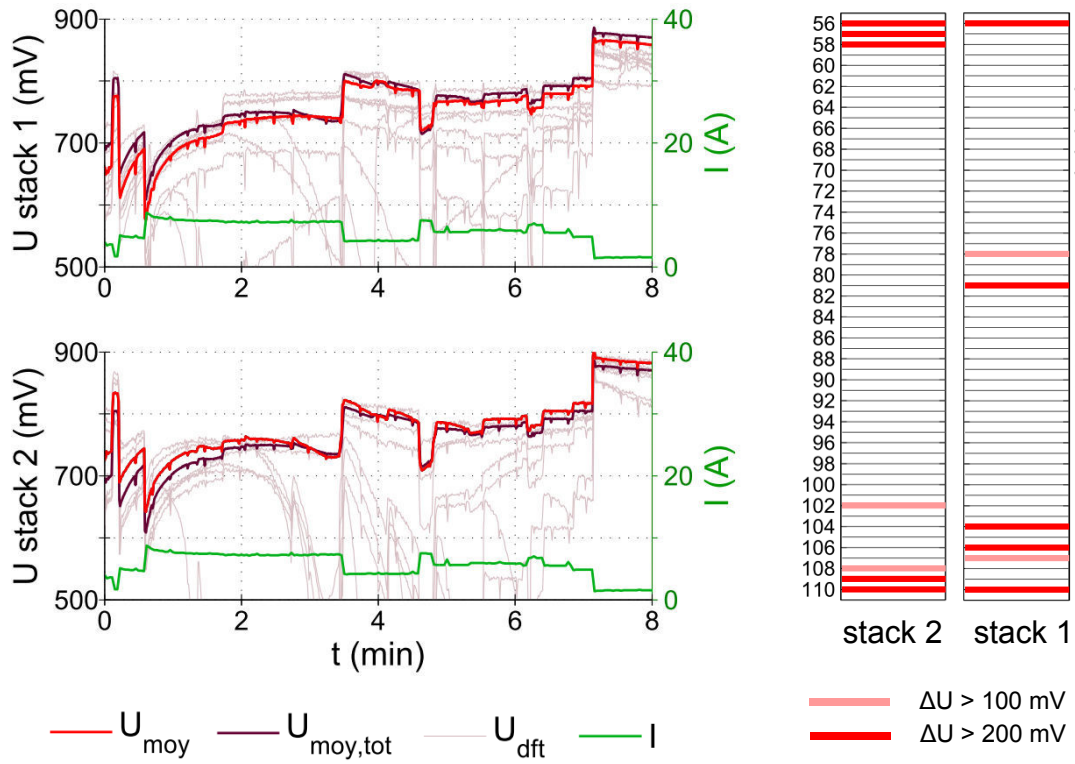 900
700
500
U stack 1 (mV)
40
20
0
I (A)
0 2 4 6 8
900
700
500
U stack 2 (mV)
40
20
0
I (A)
0 2 4 6 8
t (min)
U moy
U moy,tot
U dft
I
56
58
60
62
64
66
68
70
72
74
76
78
80
82
84
86
88
90
92
94
96
98
100
102
104
106
108
110
stack 2 stack 1
ΔU > 100 mV
ΔU > 200 mV